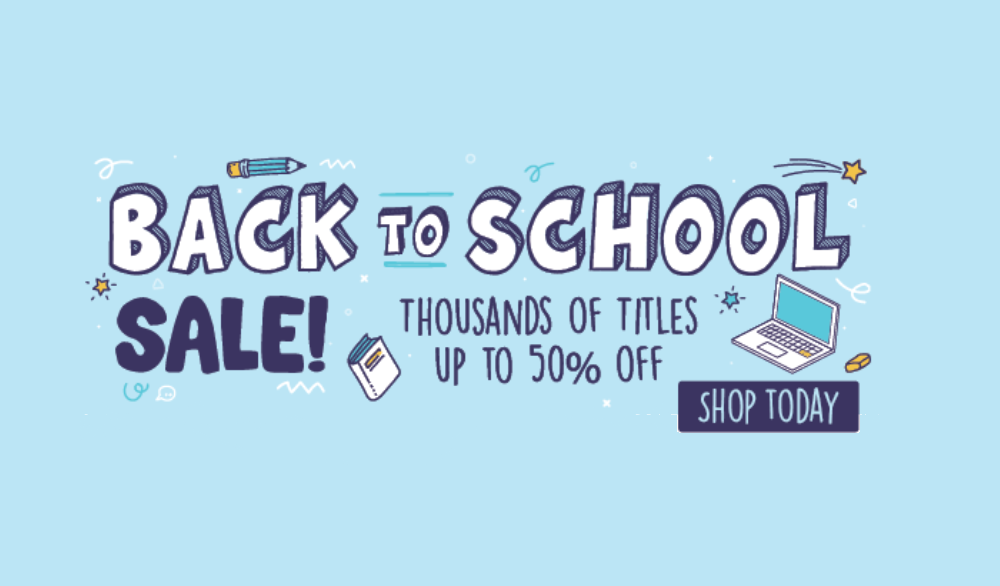 BACK TO SCHOOL
SALE!
THOUSANDS OF TITLES
UP TO 50% OFF
SHOP TODAY